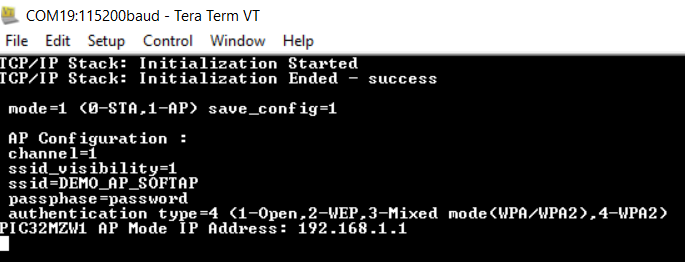 COM19:115200baud - Tera Term VT
File Edit Setup Control Window Help
TCP/IP Stack: Initialization Started
TCP/IP Stack: Initialization Ended - success
mode=1 (0-STA,1-AP) save_config=1
AP Configuration :
channel=1
ssid_visibility=1
ssid=DEMO_AP_SOFTAP
passphase=password
authentication type=4 (1-Open,2-WEP,3-Mixed mode(WPA/WPA2),4-WPA2)
PIC32MZW1 AP Mode IP Address: 192.168.1.1